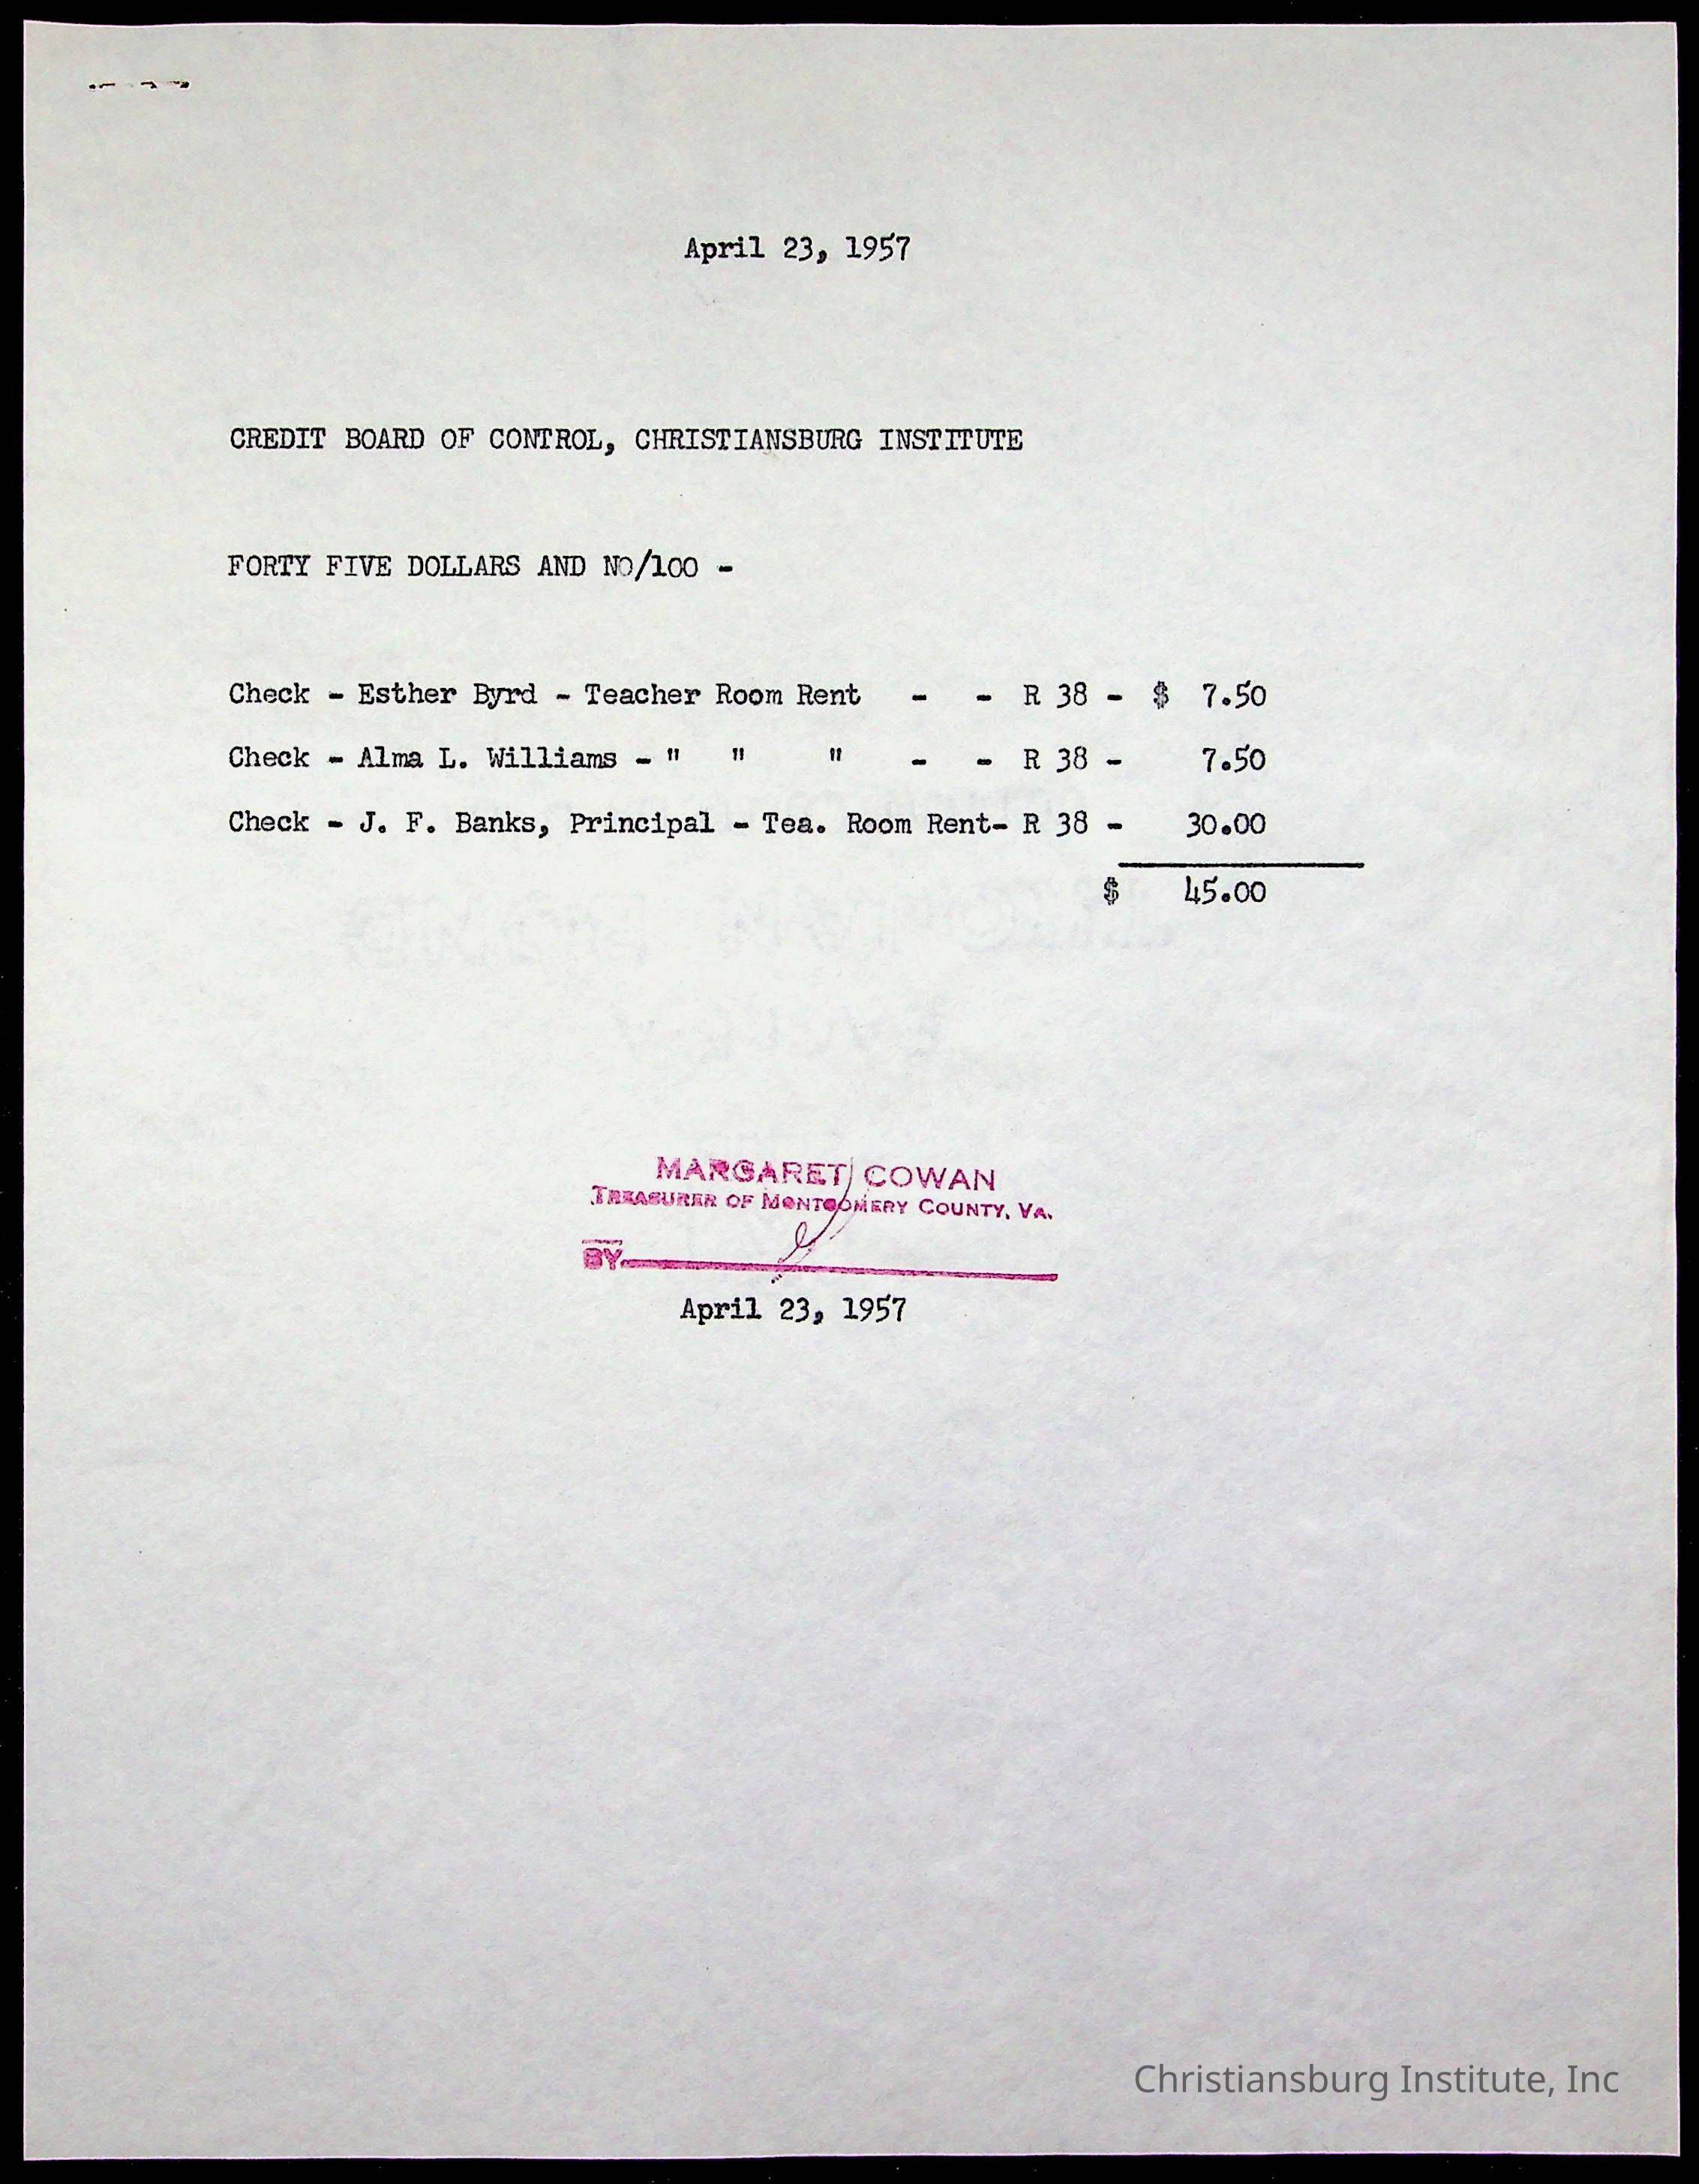 April 23, 1957
CREDIT BOARD OF CONTROL, CHRISTIANSBURG INSTITUTE
FORTY FIVE DOLLARS AND NO/100 -
Check - Esther Byrd - Teacher Room Rent - - R 38 - $ 7.50
Check - Alma L. Williams - " " " - - R 38 - 7.50
Check - J. F. Banks, Principal - Tea. Room Rent- R 38 - 30.00
$ 45.00
MARGARET COWAN
TREASURER OF MONTGOMERY COUNTY, VA.
BY
April 23, 1957
Christiansburg Institute, Inc